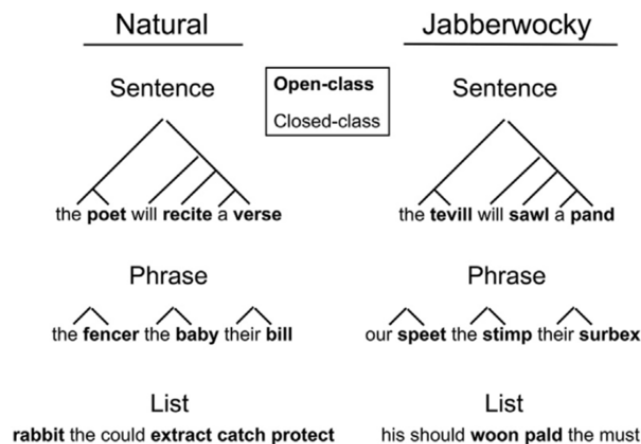 Natural
Jabberwocky
Sentence
Open-class
Closed-class
Sentence
the poet will recite a verse
the tevill will sawl a pand
Phrase
Phrase
the fencer the baby their bill
our speet the stimp their surbex
List
List
rabbit the could extract catch protect
his should woon pald the must